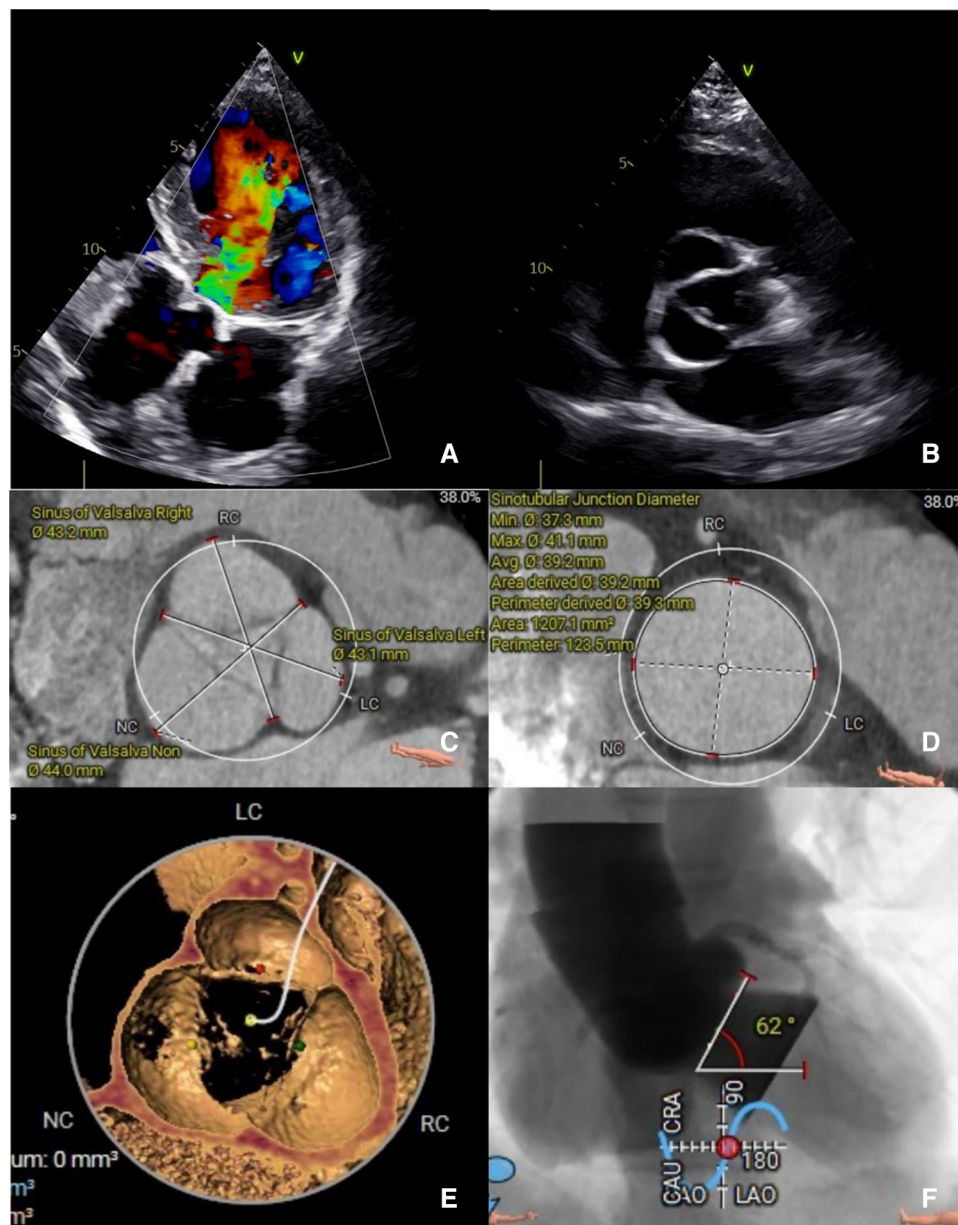 V
5
10
5
A
V
5
10
B
38.0%
Sinus of Valsalva Right
Ø 43.2 mm
RC
Sinus of Valsalva Left
Ø 43.1 mm
LC
NC
Sinus of Valsalva Non
Ø 44.0 mm
C
Sinotubular Junction Diameter
38.0%
Min. Ø: 37.3 mm
Max. Ø: 41.1 mm
Avg. Ø: 39.2 mm
Area derived Ø: 39.2 mm
Perimeter derived Ø: 39.3 mm
Area: 1207.1 mm²
Perimeter: 123.5 mm
RC
LC
NC
D
LC
NC
RC
um: 0 mm³
m³
m³
E
62 °
CAU CRA
90
180
LAO
F